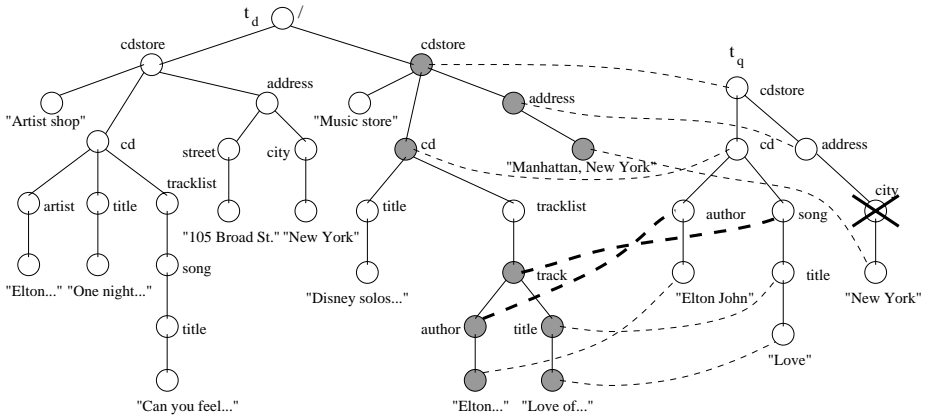 t_d /
cdstore
cdstore
t_q
cdstore
address
"Artist shop"
"Music store"
address
cd
street
city
cd
"Manhattan, New York"
cd
address
artist
title
tracklist
title
tracklist
author
song
city
"105 Broad St." "New York"
"Elton..." "One night..."
song
"Disney solos..."
track
"Elton John"
title
"New York"
title
author
title
"Love"
"Can you feel..."
"Elton..."
"Love of..."